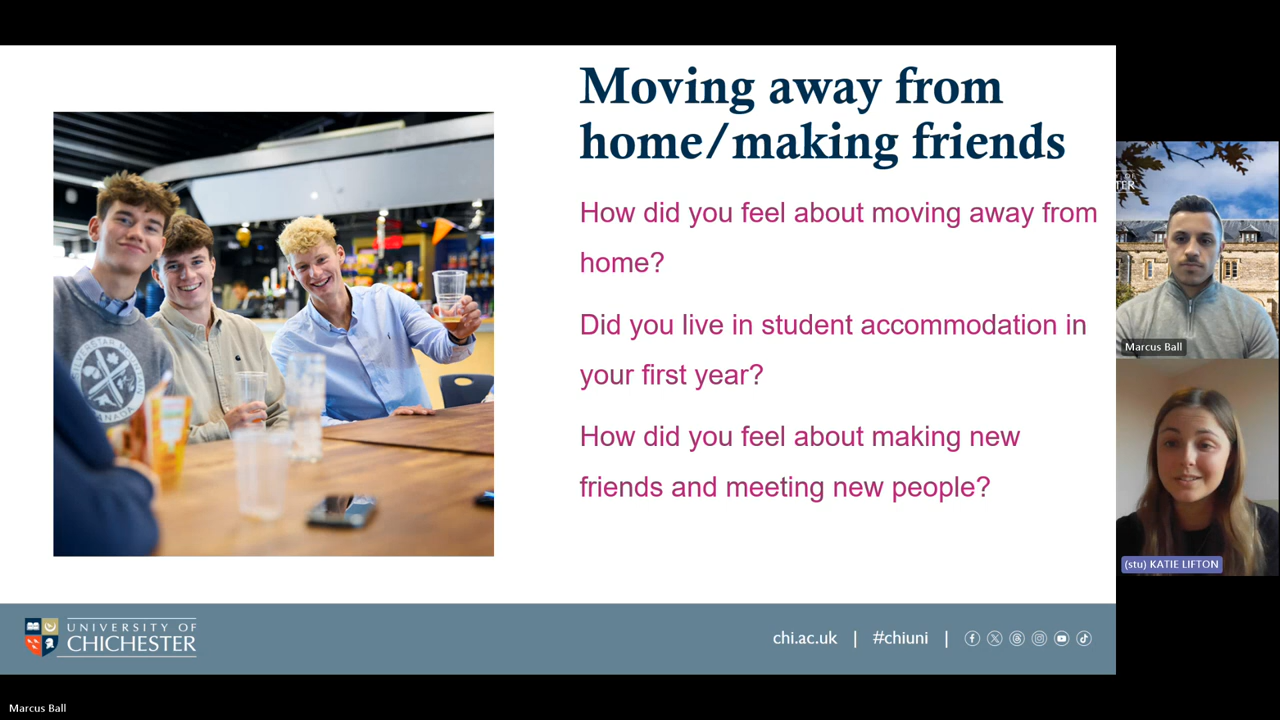 Moving away from
home/making friends
How did you feel about moving away from
home?
Did you live in student accommodation in
your first year?
How did you feel about making new
friends and meeting new people?
TER
Marcus Ball
(stu) KATIE LIFTON
UNIVERSITY OF
CHICHESTER
chi.ac.uk | #chiuni |
Marcus Ball